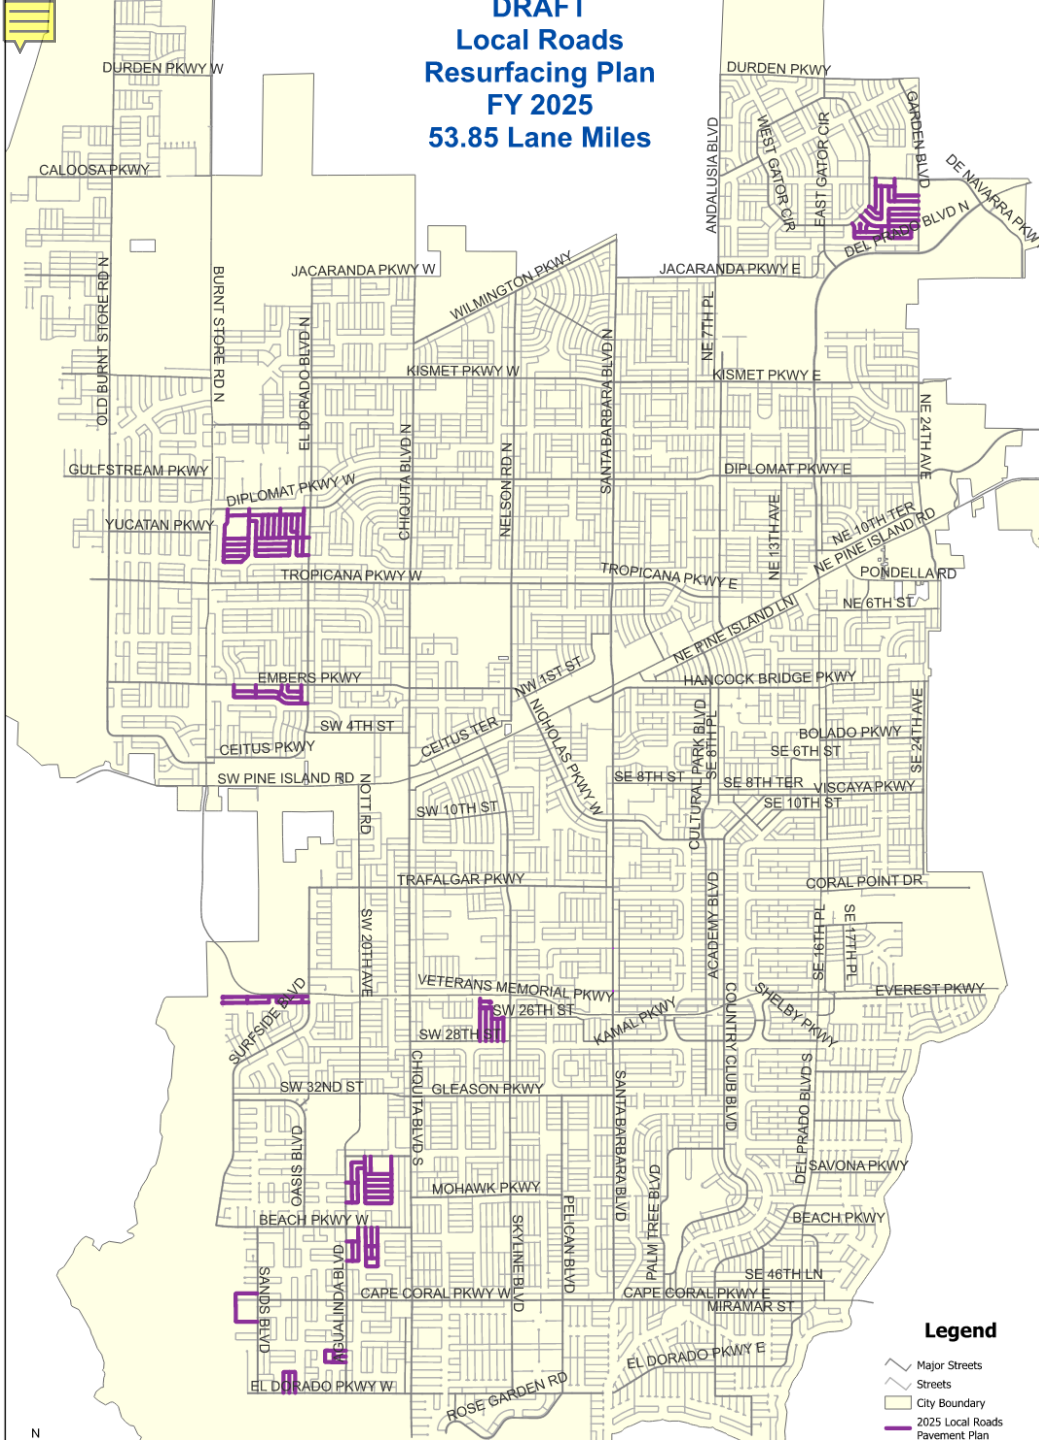 DRAFT
Local Roads
Resurfacing Plan
FY 2025
53.85 Lane Miles
DURDEN PKWY W
DURDEN PKWY
GARDEN BLVD
WEST GATOR CIR
EAST GATOR CIR
ANDALUSIA BLVD
CALOOSA PKWY
DE NAVARRA PKWY
DEL PRADO BLVD N
OLD BURNT STORE RD N
BURNT STORE RD N
JACARANDA PKWY W
WILMINGTON PKWY
JACARANDA PKWY E
NE 7TH PL
EL DORADO BLVD N
SANTA BARBARA BLVD N
KISMET PKWY W
KISMET PKWY E
NE 24TH AVE
CHIQUITA BLVD N
NELSON RD N
GULFSTREAM PKWY
DIPLOMAT PKWY W
DIPLOMAT PKWY E
YUCATAN PKWY
NE 13TH AVE
NE 10TH TER
NE PINE ISLAND RD
TROPICANA PKWY W
TROPICANA PKWY E
PONDELLA RD
NE 6TH ST
NE PINE ISLAND LN
EMBERS PKWY
NW 1ST ST
HANCOCK BRIDGE PKWY
SE 24TH AVE
SW 4TH ST
CEITUS TER
NICHOLAS PKWY W
CULTURAL PARK BLVD
SE 8TH PL
BOLADO PKWY
CEITUS PKWY
SE 6TH ST
SW PINE ISLAND RD
NOTT RD
SE 8TH ST
SE 8TH TER
VISCAYA PKWY
SW 10TH ST
SE 10TH ST
TRAFALGAR PKWY
CORAL POINT DR
SW 20TH AVE
ACADEMY BLVD
SE 16TH PL
SE 17TH PL
VETERANS MEMORIAL PKWY
EVEREST PKWY
SURFSIDE BLVD
SW 26TH ST
KAMAL PKWY
COUNTRY CLUB BLVD
SHELBY PKWY
SW 28TH ST
SW 32ND ST
CHIQUITA BLVD S
GLEASON PKWY
SANTA BARBARA BLVD
DEL PRADO BLVD S
OASIS BLVD
MOHAWK PKWY
SAVONA PKWY
BEACH PKWY W
PALM TREE BLVD
PELICAN BLVD
SKYLINE BLVD
BEACH PKWY
SANDS BLVD
AGUALINDA BLVD
SE 46TH LN
CAPE CORAL PKWY W
CAPE CORAL PKWY E
MIRAMAR ST
EL DORADO PKWY E
EL DORADO PKWY W
ROSE GARDEN RD
Legend
Major Streets
Streets
City Boundary
2025 Local Roads
Pavement Plan
N